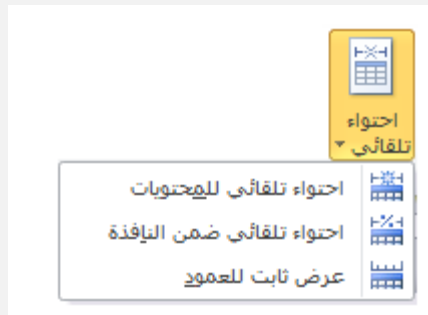 احتواء
تلقائي
احتواء تلقائي للمحتويات
احتواء تلقائي ضمن النافذة
عرض ثابت للعمود